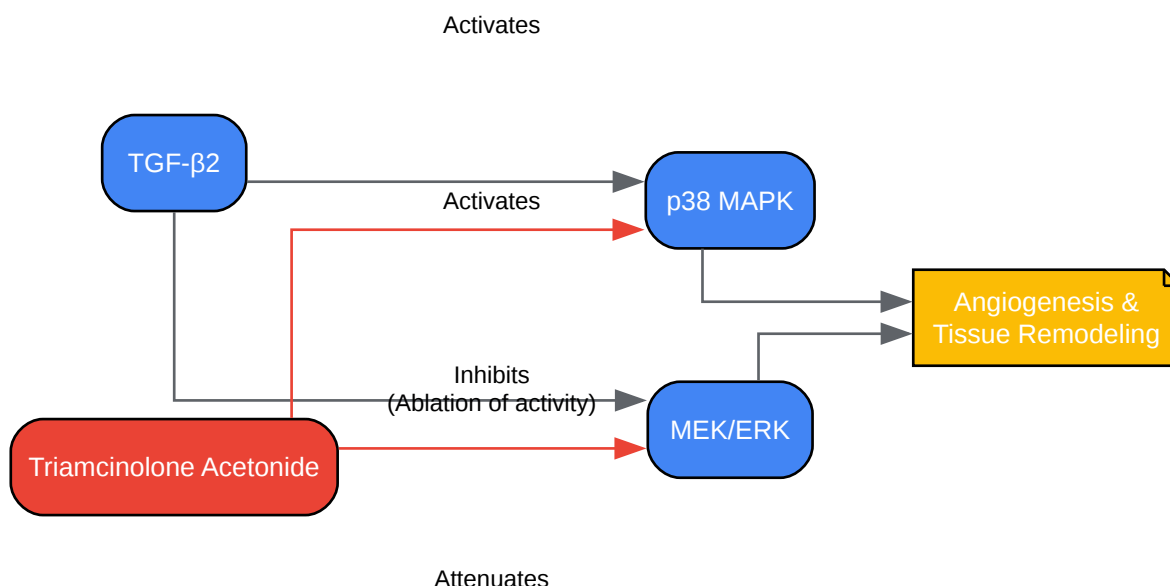 Activates
TGF-β2
p38 MAPK
Activates
Angiogenesis &
Tissue Remodeling
Inhibits
(Ablation of activity)
MEK/ERK
Triamcinolone Acetonide
Attenuates